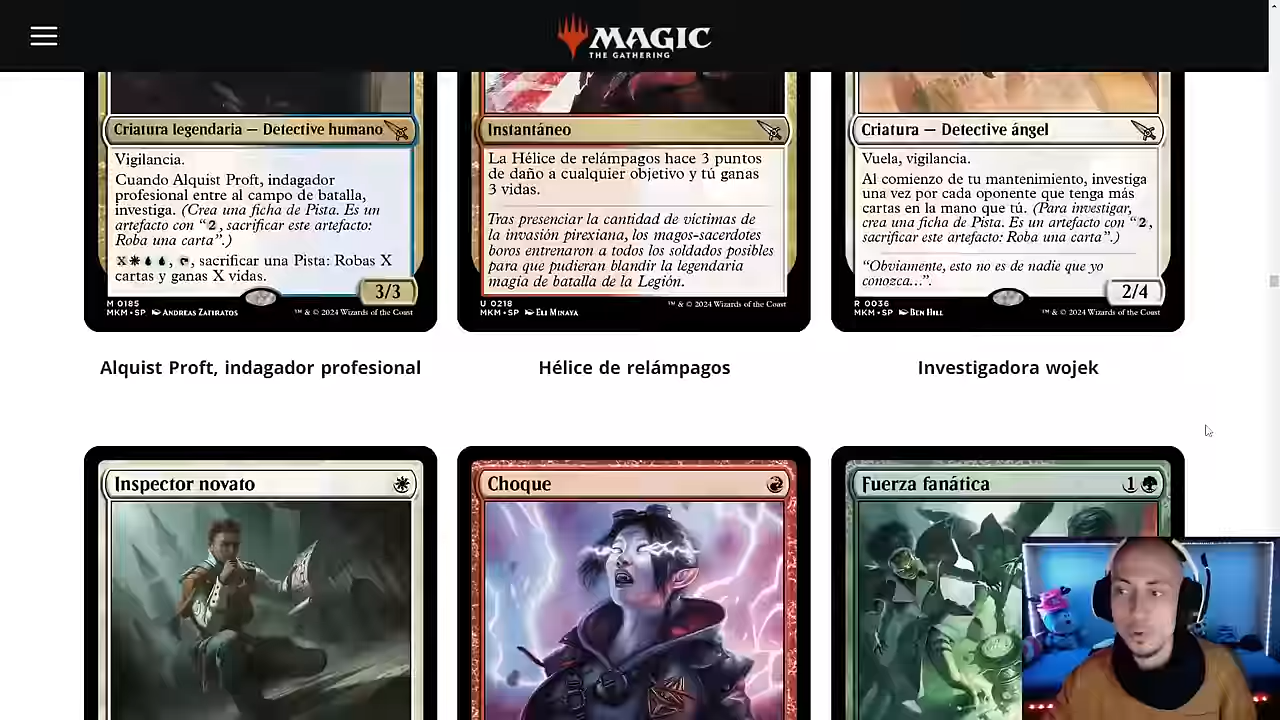 MAGIC
THE GATHERING
Criatura legendaria — Detective humano
Vigilancia.
Cuando Alquist Proft, indagador
profesional entre al campo de batalla,
investiga. (Crea una ficha de Pista. Es un
artefacto con “2, sacrificar este artefacto:
Roba una carta”.)
X, sacrificar una Pista: Robas X
cartas y ganas X vidas.
3/3
M 0185
MKM • SP Andreas Zafiratos
™ & © 2024 Wizards of the Coast
Instantáneo
La Hélice de relámpagos hace 3 puntos
de daño a cualquier objetivo y tú ganas
3 vidas.
Tras presenciar la cantidad de víctimas de
la invasión pirexiana, los magos-sacerdotes
boros entrenaron a todos los soldados posibles
para que pudieran blandir la legendaria
magia de batalla de la Legión.
U 0218
MKM • SP Eli Minaya
™ & © 2024 Wizards of the Coast
Criatura — Detective ángel
Vuela, vigilancia.
Al comienzo de tu mantenimiento, investiga
una vez por cada oponente que tenga más
cartas en la mano que tú. (Para investigar,
crea una ficha de Pista. Es un artefacto con “2,
sacrificar este artefacto: Roba una carta”.)
“Obviamente, esto no es de nadie que yo
conozca…”.
2/4
R 0036
MKM • SP Ben Hill
™ & © 2024 Wizards of the Coast
Alquist Proft, indagador profesional
Hélice de relámpagos
Investigadora wojek
Inspector novato
Choque
Fuerza fanática 1